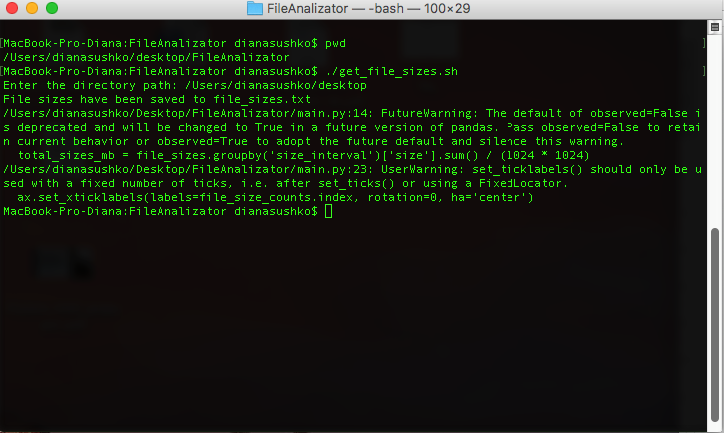 FileAnalizator — -bash — 100×29
[MacBook-Pro-Diana:FileAnalizator dianasushko$ pwd ]
/Users/dianasushko/desktop/FileAnalizator
[MacBook-Pro-Diana:FileAnalizator dianasushko$ ./get_file_sizes.sh ]
Enter the directory path: /Users/dianasushko/desktop
File sizes have been saved to file_sizes.txt
/Users/dianasushko/desktop/FileAnalizator/main.py:14: FutureWarning: The default of observed=False i
s deprecated and will be changed to True in a future version of pandas. Pass observed=False to retai
n current behavior or observed=True to adopt the future default and silence this warning.
  total_sizes_mb = file_sizes.groupby('size_interval')['size'].sum() / (1024 * 1024)
/Users/dianasushko/desktop/FileAnalizator/main.py:23: UserWarning: set_ticklabels() should only be u
sed with a fixed number of ticks, i.e. after set_ticks() or using a FixedLocator.
  ax.set_xticklabels(labels=file_size_counts.index, rotation=0, ha='center')
MacBook-Pro-Diana:FileAnalizator dianasushko$